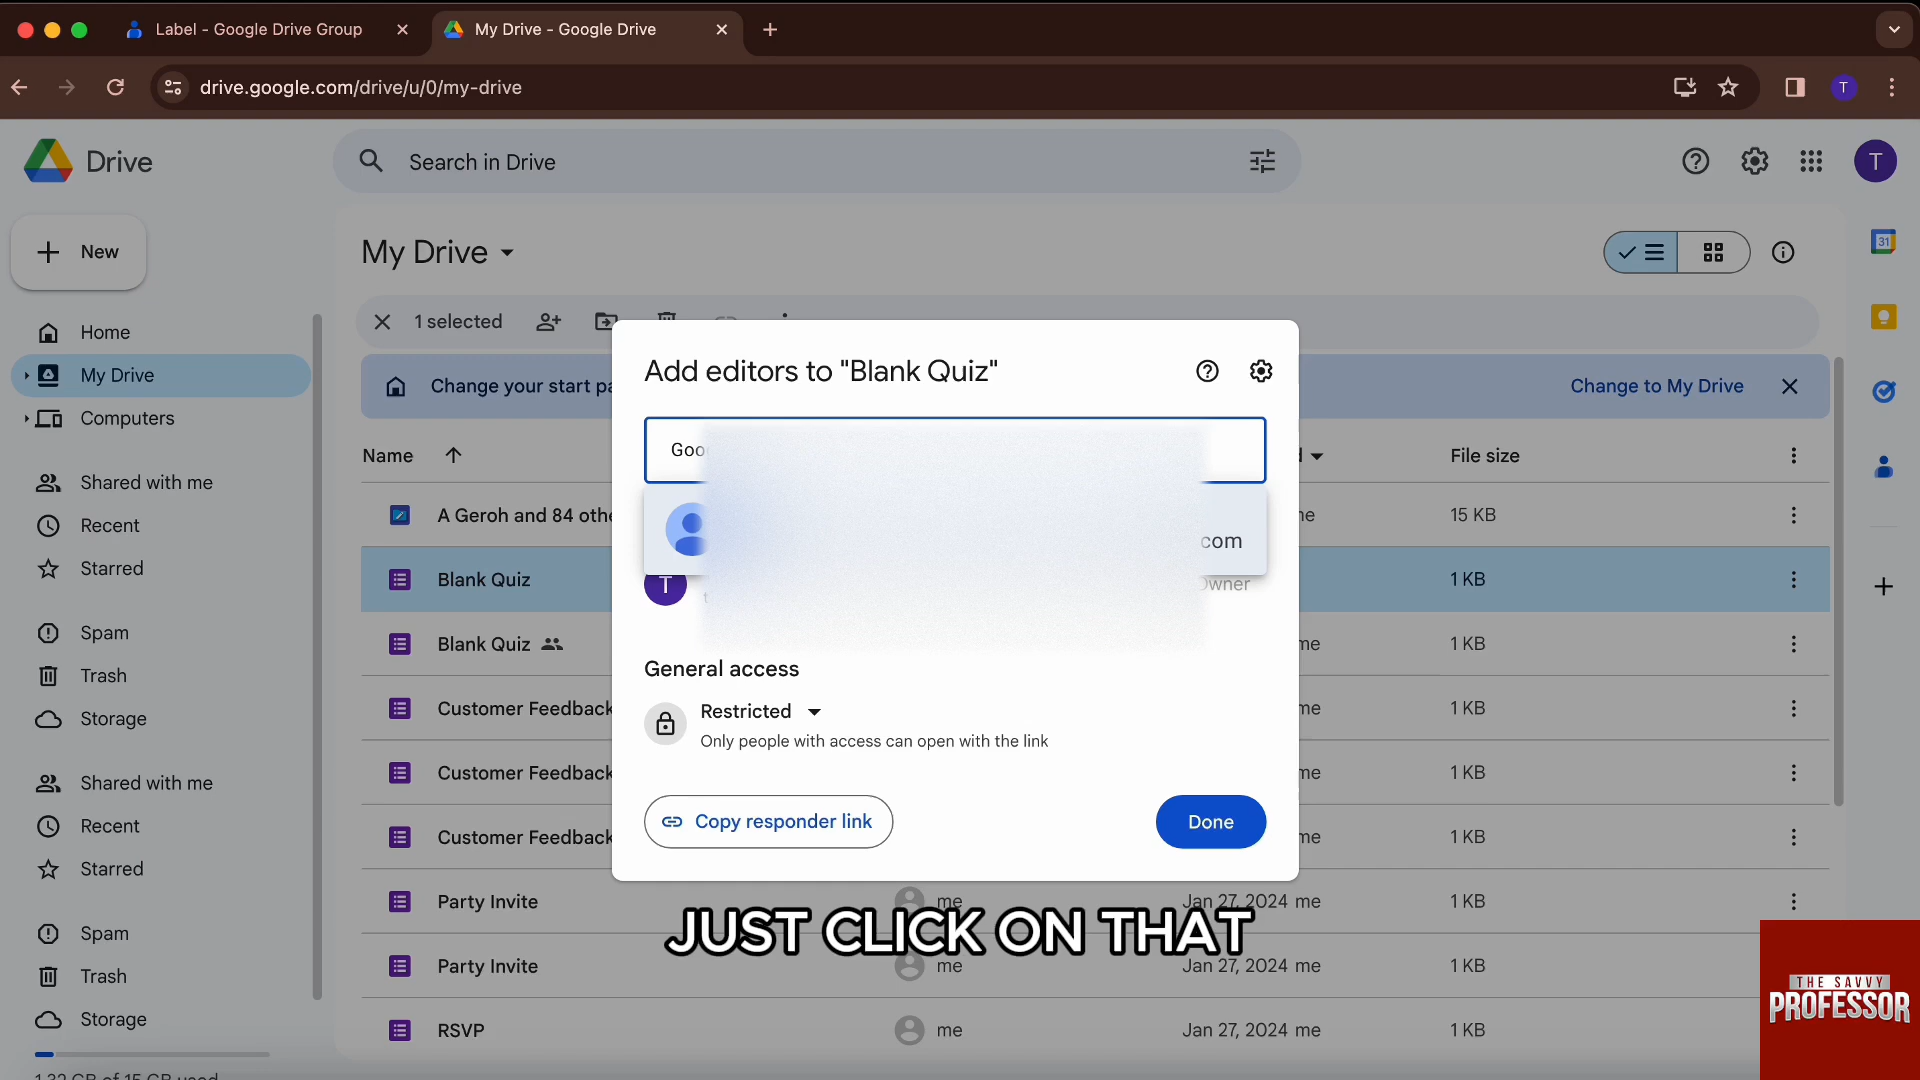 Label - Google Drive Group
My Drive - Google Drive
drive.google.com/drive/u/0/my-drive
T
Drive
Search in Drive
T
New
My Drive
31
1 selected
Home
My Drive
Computers
Shared with me
Recent
Starred
Spam
Trash
Storage
Shared with me
Recent
Starred
Spam
Trash
Storage
1.32 GB of 15 GB used
Change your start
Change to My Drive
Name
File size
A Geroh and 84
15 KB
Blank Quiz
1 KB
Blank Quiz
me
1 KB
Customer Feedback
me
1 KB
Customer Feedback
me
1 KB
Customer Feedback
me
1 KB
Party Invite
me
Jan 27, 2024 me
1 KB
Party Invite
me
Jan 27, 2024 me
1 KB
RSVP
me
Jan 27, 2024 me
1 KB
Add editors to "Blank Quiz"
Goo
com
T
Owner
General access
Restricted
Only people with access can open with the link
Copy responder link
Done
JUST CLICK ON THAT
THE SAVVY
PROFESSOR